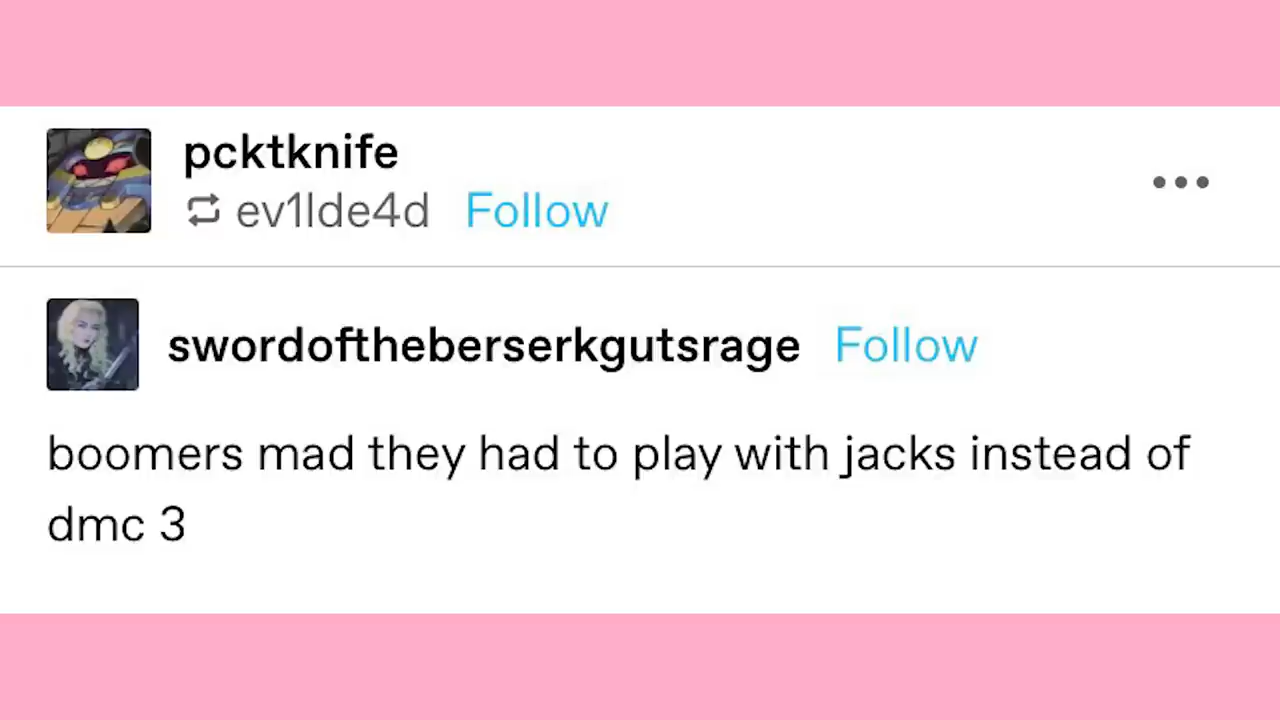 pcktknife
ev1lde4d Follow
swordoftheberserkgutsrage Follow
boomers mad they had to play with jacks instead of
dmc 3